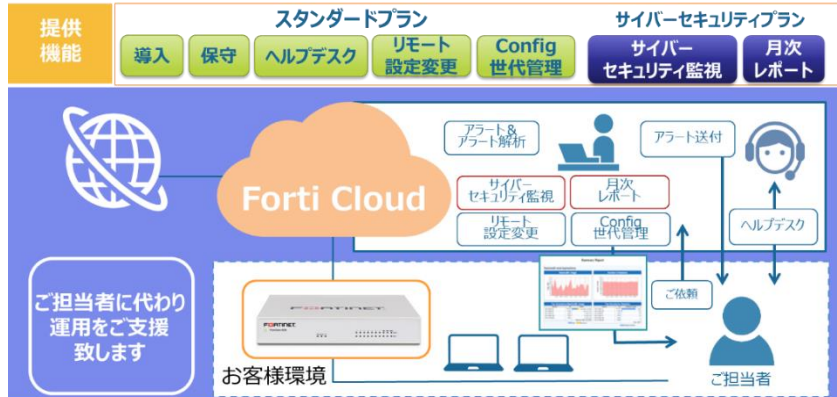 提供
機能
スタンダードプラン
サイバーセキュリティプラン
導入
保守
ヘルプデスク
リモート
設定変更
Config
世代管理
サイバー
セキュリティ監視
月次
レポート
アラート&
アラート解析
アラート送付
Forti Cloud
サイバー
セキュリティ監視
月次
レポート
リモート
設定変更
Config
世代管理
ヘルプデスク
ご依頼
ご担当者に代わり
運用をご支援
致します
FORTINET
お客様環境
ご担当者